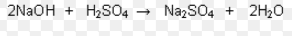 2NaOH + H₂SO₄ → Na₂SO₄ + 2H₂O